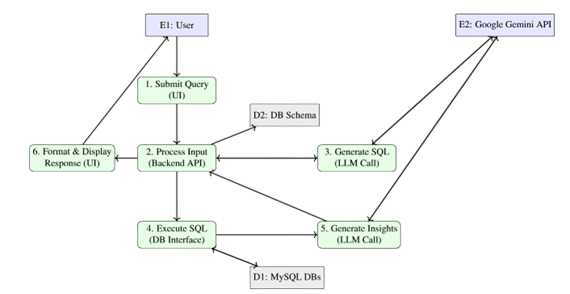 E1: User
E2: Google Gemini API
1. Submit Query
(UI)
D2: DB Schema
6. Format & Display
Response (UI)
2. Process Input
(Backend API)
3. Generate SQL
(LLM Call)
4. Execute SQL
(DB Interface)
5. Generate Insights
(LLM Call)
D1: MySQL DBs